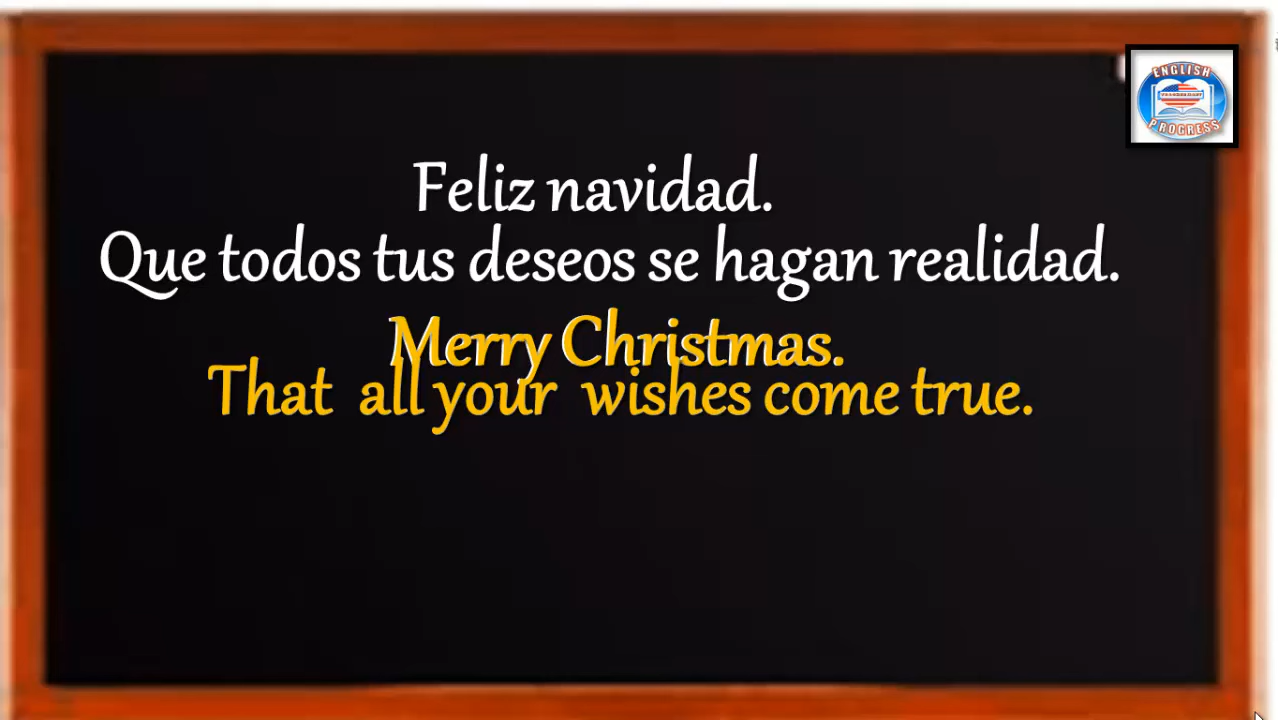 ENGLISH
PROGRESS
Feliz navidad.
Que todos tus deseos se hagan realidad.
Merry Christmas.
That all your wishes come true.